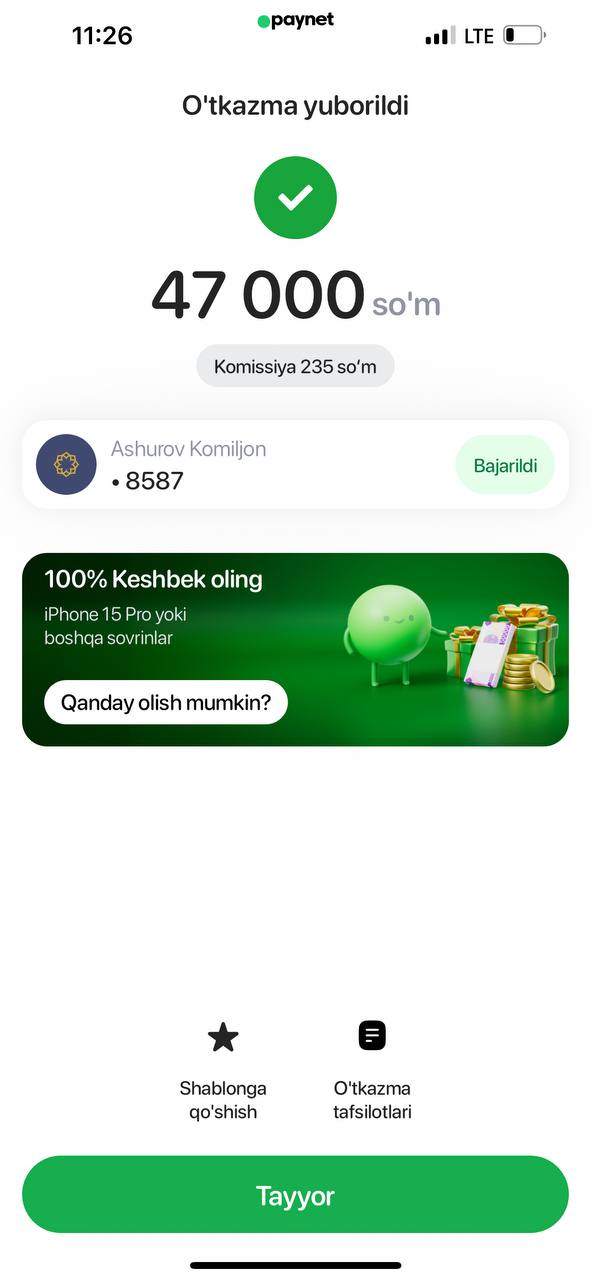 11:26
paynet
LTE
O'tkazma yuborildi
47 000 so'm
Komissiya 235 so‘m
Ashurov Komiljon
• 8587
Bajarildi
100% Keshbek oling
iPhone 15 Pro yoki
boshqa sovrinlar
Qanday olish mumkin?
Shablonga
qo'shish
O'tkazma
tafsilotlari
Tayyor